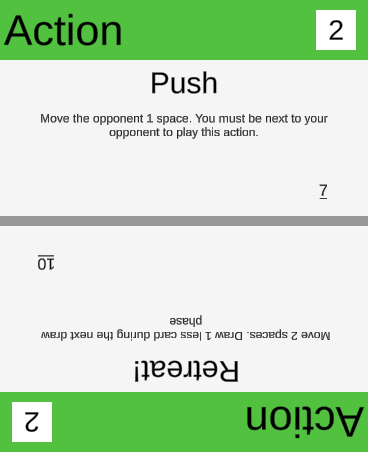 Action
2
Push
Move the opponent 1 space. You must be next to your
opponent to play this action.
7
Action
2
Retreat!
Move 2 spaces. Draw 1 less card during the next draw
phase
10